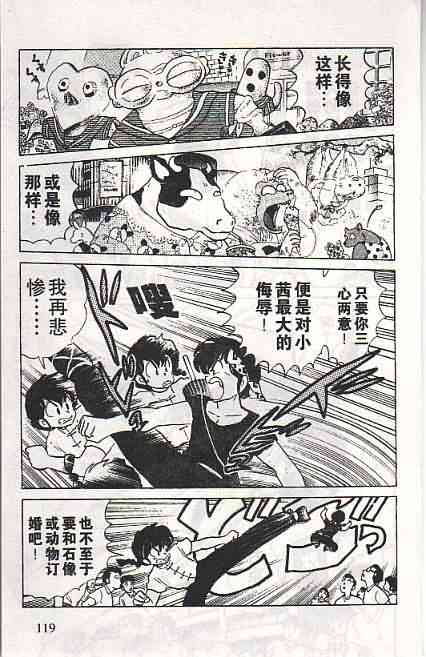 长得像
这样…
或是像
那样…
只要你三
心两意！
便是对小
茜最大的
侮辱！
嗖
我再悲
惨……
也不至于
要和石像
或动物订
婚吧！
119